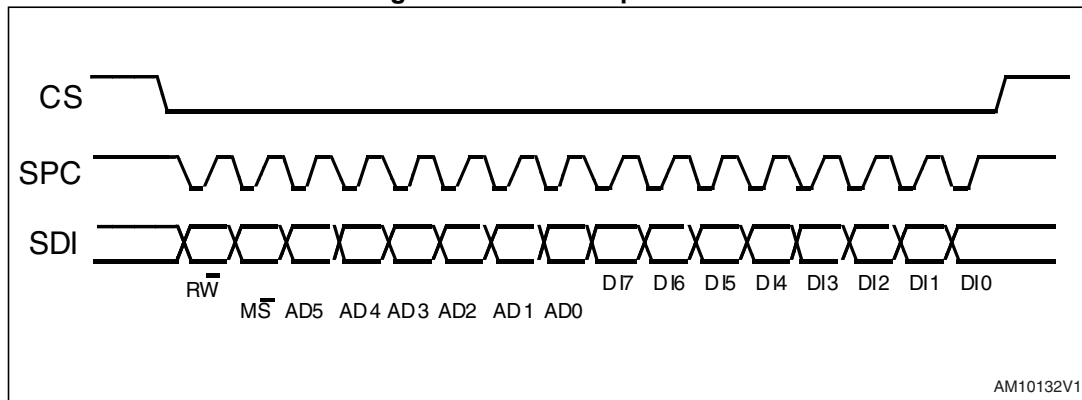 CS
SPC
SDI
RW̅
DI7 DI6 DI5 DI4 DI3 DI2 DI1 DI0
MS̅ AD5 AD4 AD3 AD2 AD1 AD0
AM10132V1